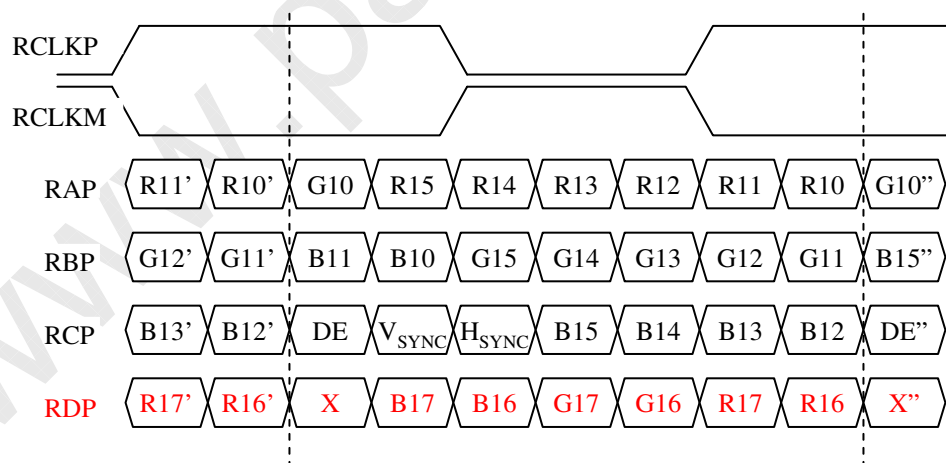 RCLKP
RCLKM
RAP R11’ R10’ G10 R15 R14 R13 R12 R11 R10 G10”
RBP G12’ G11’ B11 B10 G15 G14 G13 G12 G11 B15”
RCP B13’ B12’ DE VSYNC HSYNC B15 B14 B13 B12 DE”
RDP R17’ R16’ X B17 B16 G17 G16 R17 R16 X”
www.pa